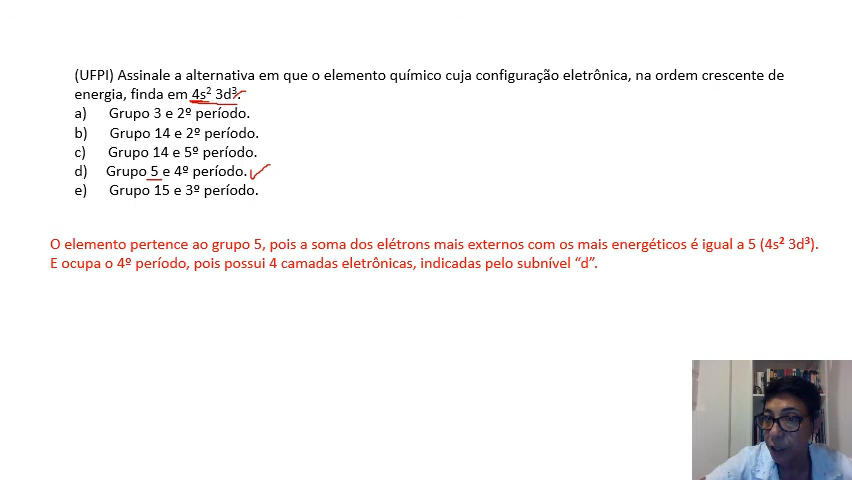 (UFPI) Assinale a alternativa em que o elemento químico cuja configuração eletrônica, na ordem crescente de
energia, finda em 4s² 3d³.
a) Grupo 3 e 2º período.
b) Grupo 14 e 2º período.
c) Grupo 14 e 5º período.
d) Grupo 5 e 4º período.
e) Grupo 15 e 3º período.
O elemento pertence ao grupo 5, pois a soma dos elétrons mais externos com os mais energéticos é igual a 5 (4s² 3d³).
E ocupa o 4º período, pois possui 4 camadas eletrônicas, indicadas pelo subnível “d”.